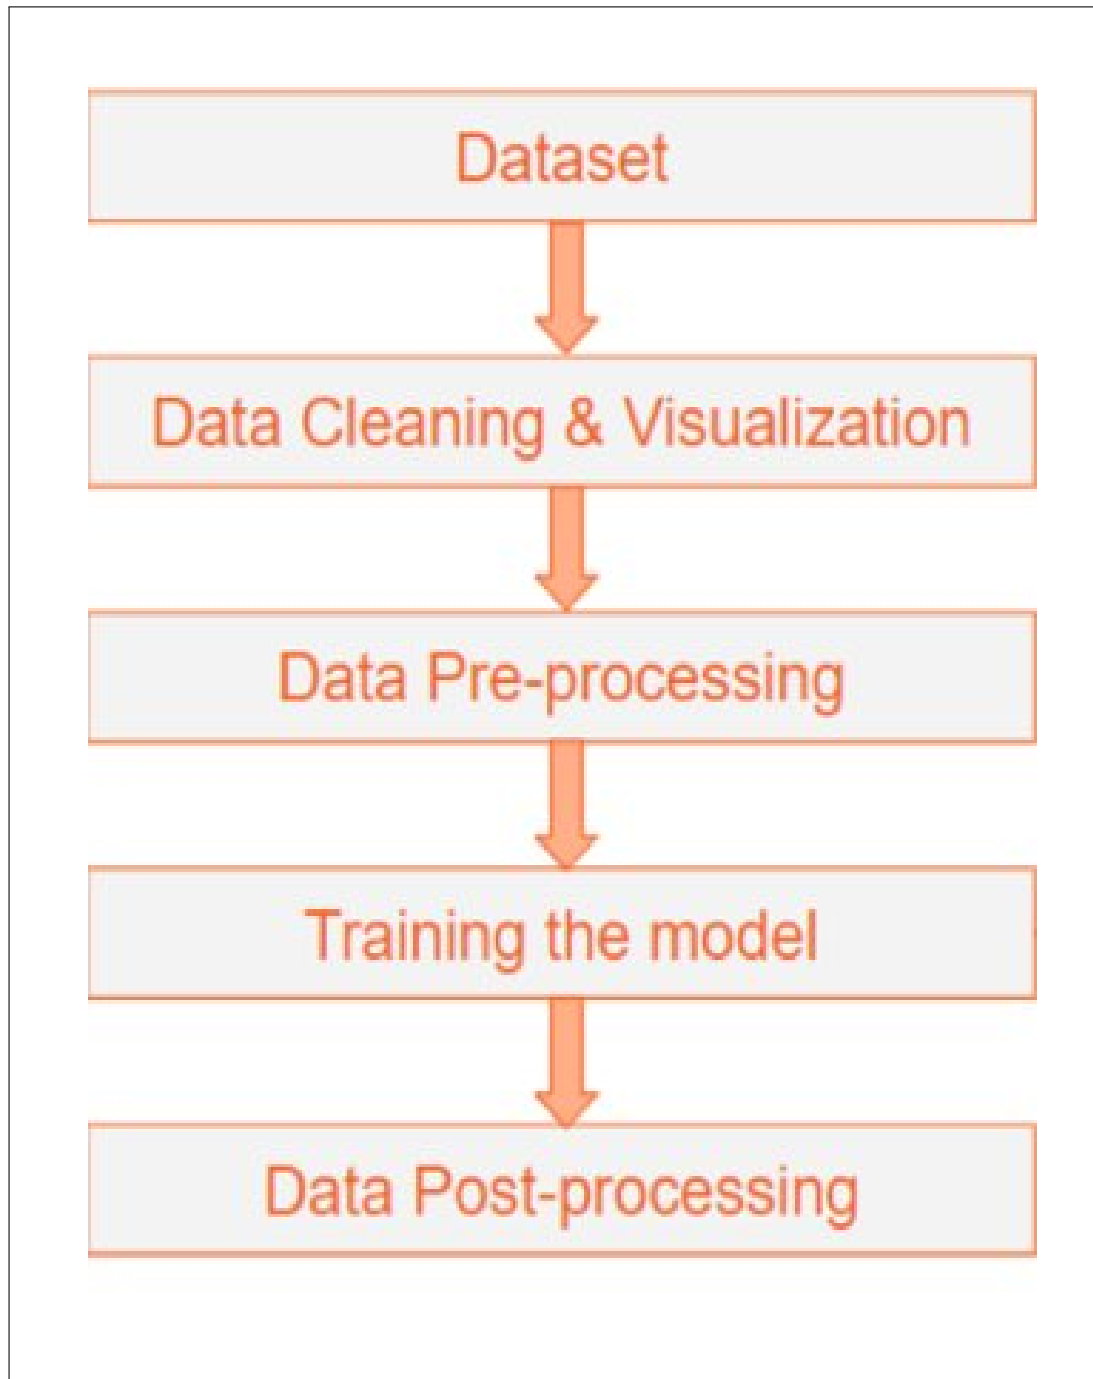 Dataset
Data Cleaning & Visualization
Data Pre-processing
Training the model
Data Post-processing